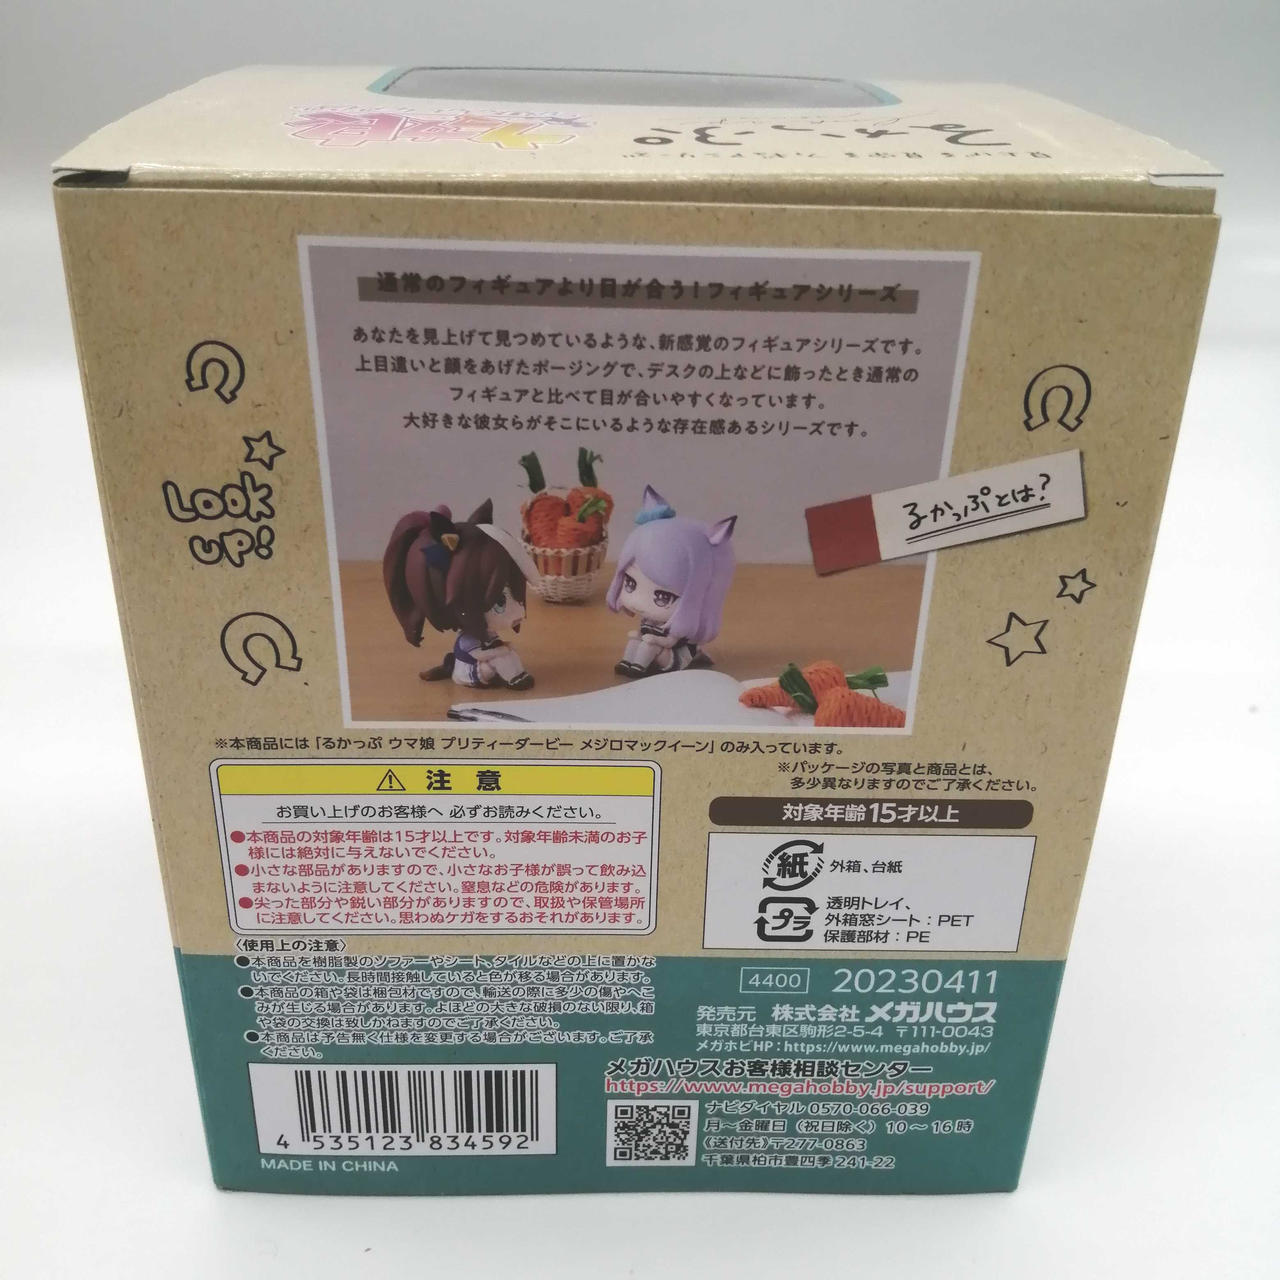 るかっぷ
通常のフィギュアより目が合う！フィギュアシリーズ
あなたを見上げて見つめているような、新感覚のフィギュアシリーズです。
上目遣いと顔をあげたポージングで、デスクの上などに飾ったとき通常の
フィギュアと比べて目が合いやすくなっています。
大好きな彼女らがそこにいるような存在感あるシリーズです。
Look
UP!
るかっぷとは?
※本商品には「るかっぷ ウマ娘 プリティーダービー メジロマックイーン」のみ入っています。
※パッケージの写真と商品とは、
多少異なりますのでご了承ください。
注意
お買い上げのお客様へ 必ずお読みください。
●本商品の対象年齢は15才以上です。対象年齢未満のお子
様には絶対に与えないでください。
●小さな部品がありますので、小さなお子様が誤って飲み込
まないように注意してください。窒息などの危険があります。
●尖った部分や鋭い部分がありますので、取扱や保管場所
に注意してください。思わぬケガをするおそれがあります。
〈使用上の注意〉
●本商品を樹脂製のソファーやシート、タイルなどの上に置かな
いでください。長時間接触していると色が移る場合があります。
●本商品の箱や袋は梱包材ですので、輸送の際に多少の傷やへこ
みが生じる場合があります。よほどの大きな破損のない限り、箱
や袋の交換は致しかねますのでご了承ください。
●本商品は予告無く仕様を変更する場合がございます。ご了承
ください。
4 535123 834592
MADE IN CHINA
対象年齢15才以上
紙 外箱、台紙
プラ 透明トレイ、
外箱窓シート：PET
保護部材：PE
4400 20230411
発売元 株式会社 メガハウス
東京都台東区駒形2-5-4 〒111-0043
メガホビHP：https://www.megahobby.jp/
メガハウスお客様相談センター
https://www.megahobby.jp/support/
ナビダイヤル 0570-066-039
月～金曜日（祝日除く）10～16時
《送付先》〒277-0863
千葉県柏市豊四季241-22